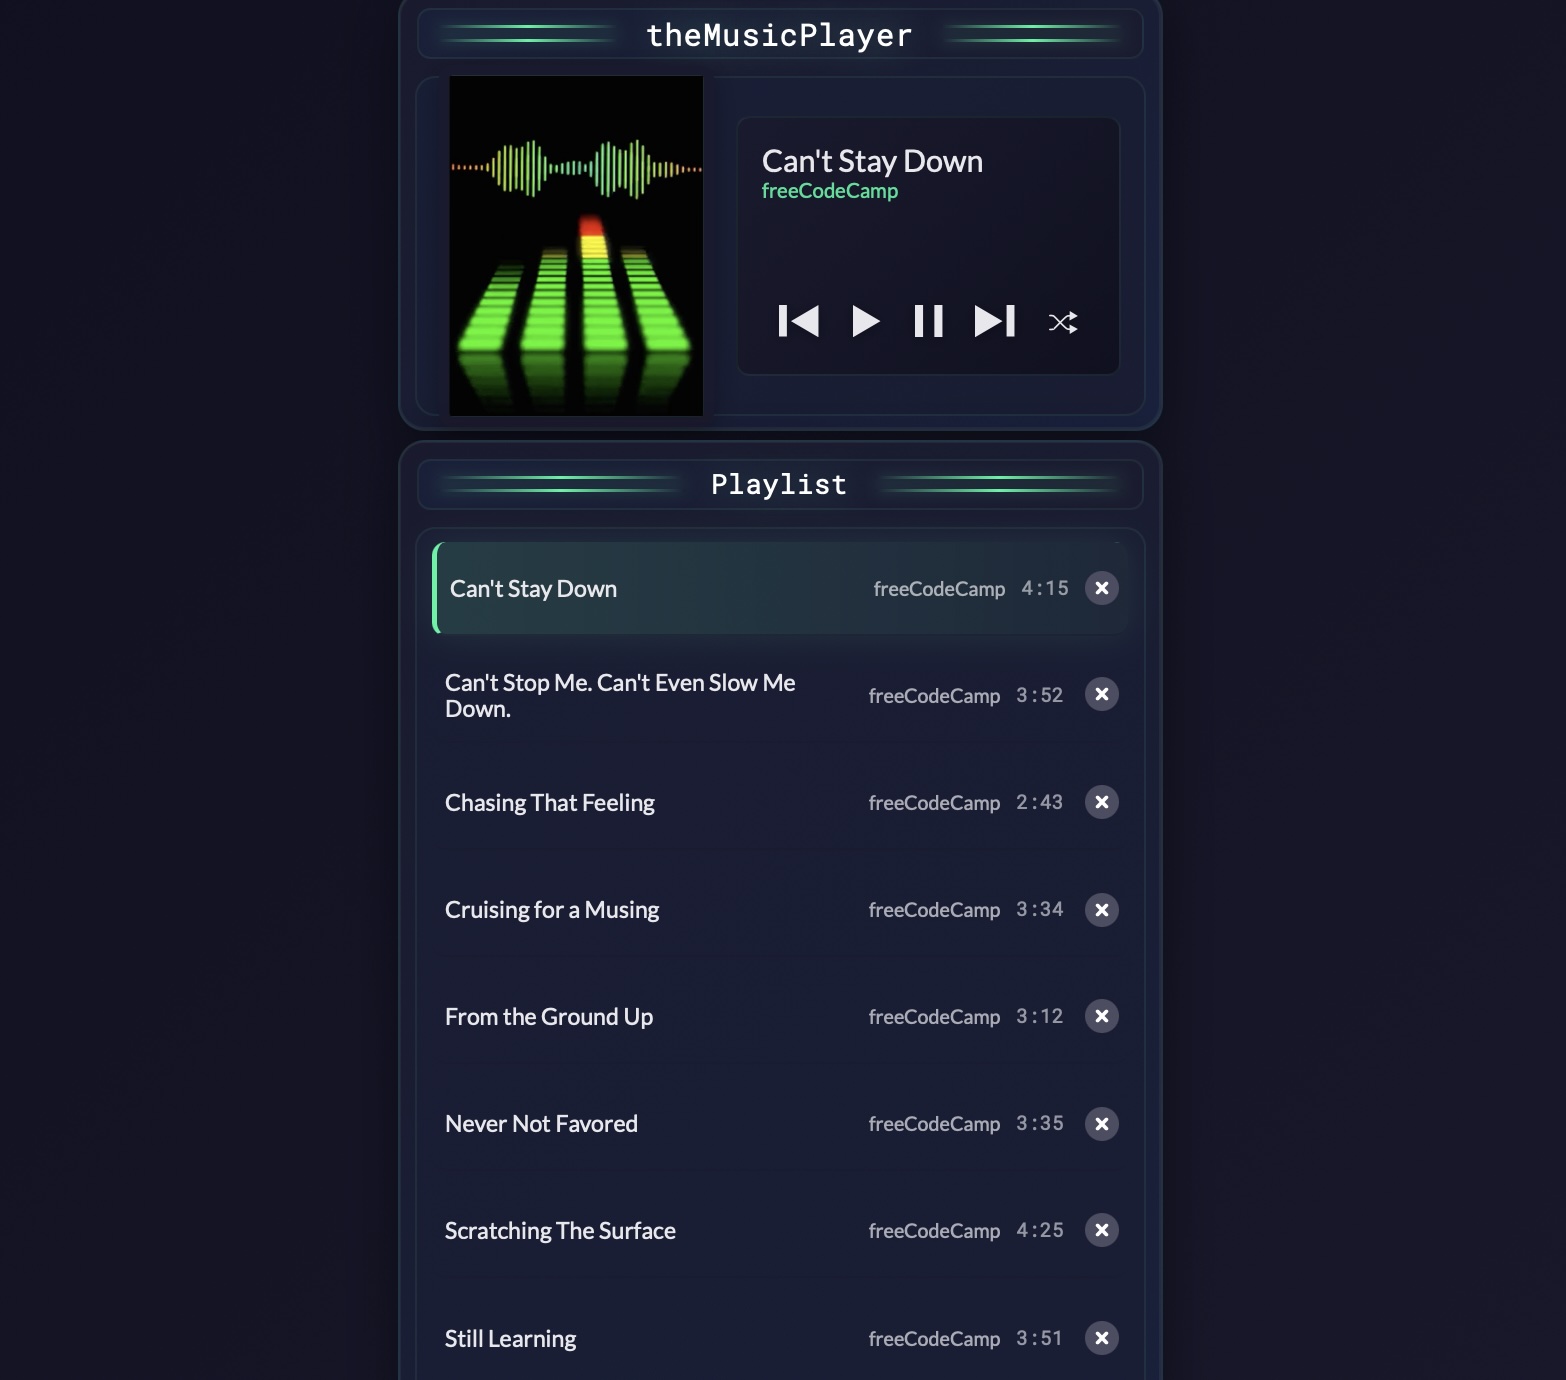 theMusicPlayer
Can't Stay Down
freeCodeCamp
Playlist
Can't Stay Down freeCodeCamp 4:15
Can't Stop Me. Can't Even Slow Me
Down. freeCodeCamp 3:52
Chasing That Feeling freeCodeCamp 2:43
Cruising for a Musing freeCodeCamp 3:34
From the Ground Up freeCodeCamp 3:12
Never Not Favored freeCodeCamp 3:35
Scratching The Surface freeCodeCamp 4:25
Still Learning freeCodeCamp 3:51